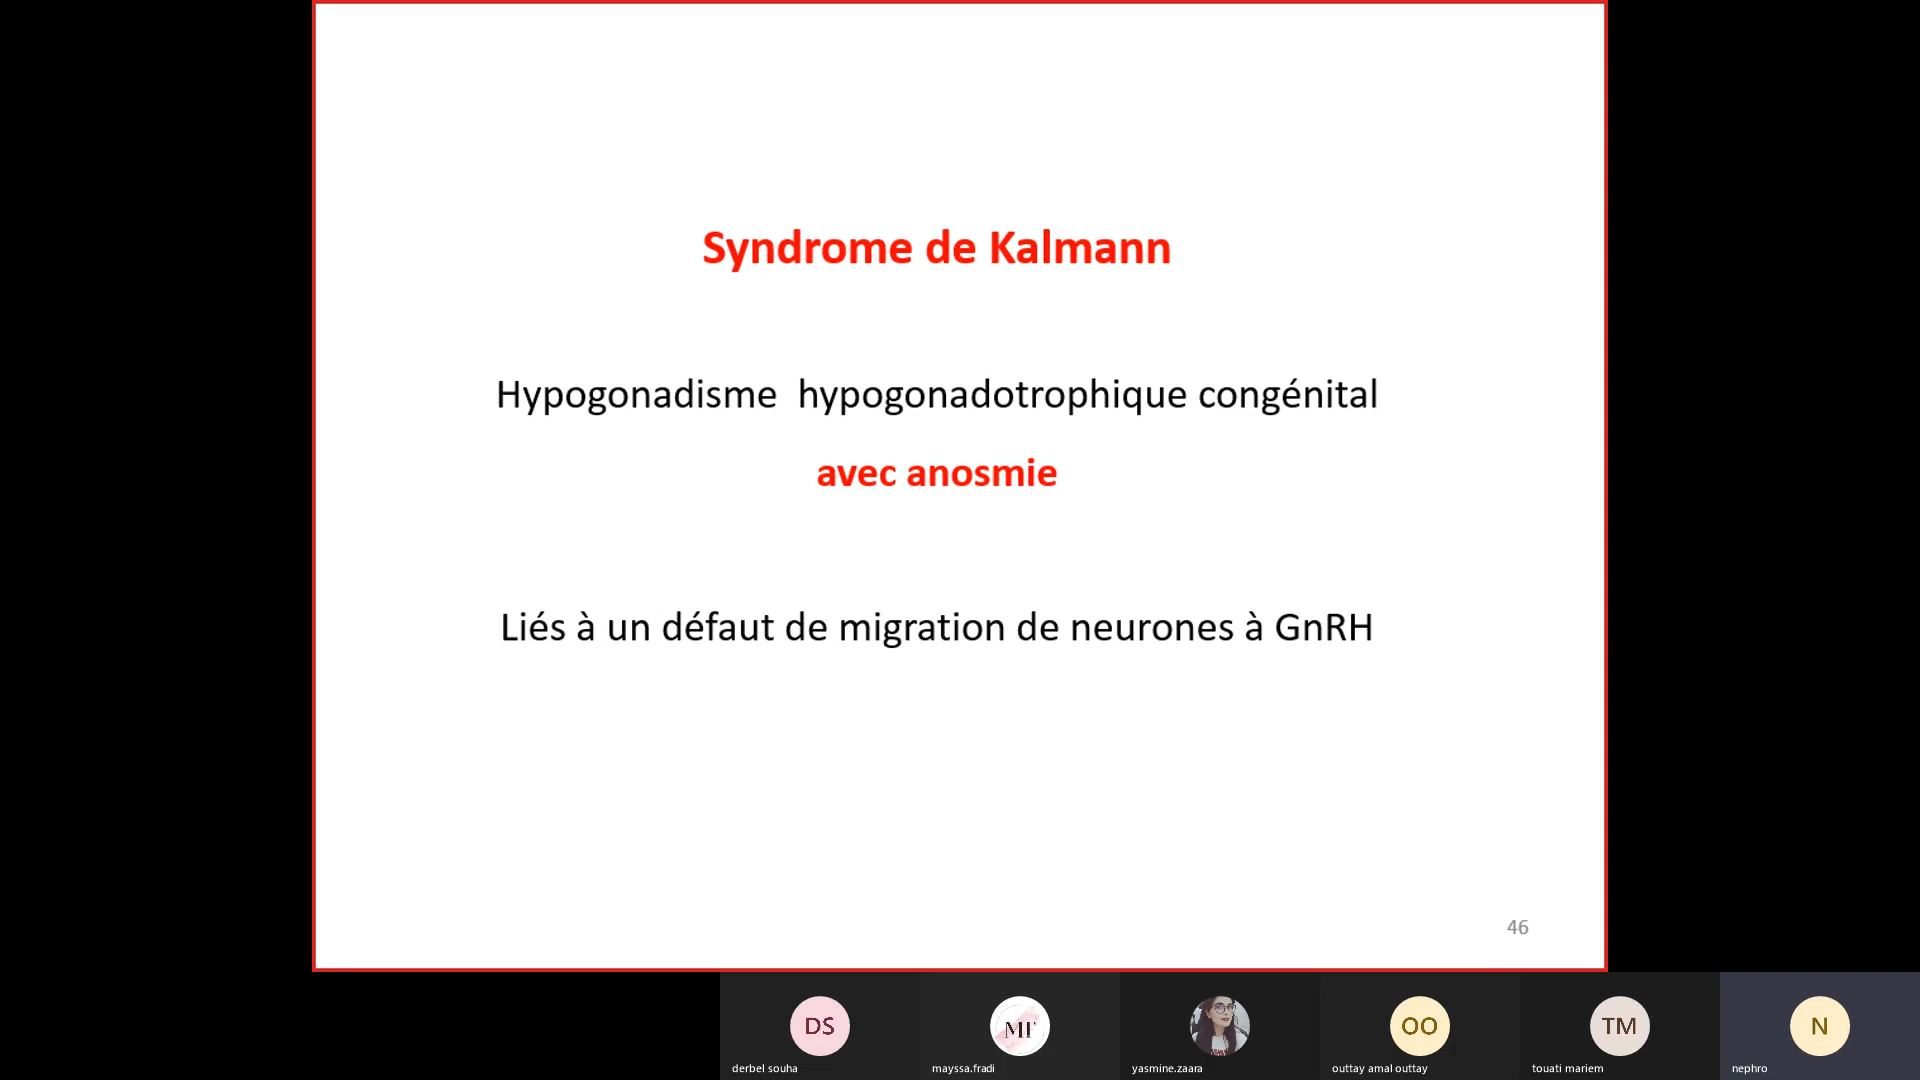 Syndrome de Kalmann
Hypogonadisme hypogonadotrophique congénital
avec anosmie
Liés à un défaut de migration de neurones à GnRH
46
DS
MF
OO
TM
N
derbel souha
mayssa.fradi
yasmine.zaara
outtay amal outtay
touati mariem
nephro